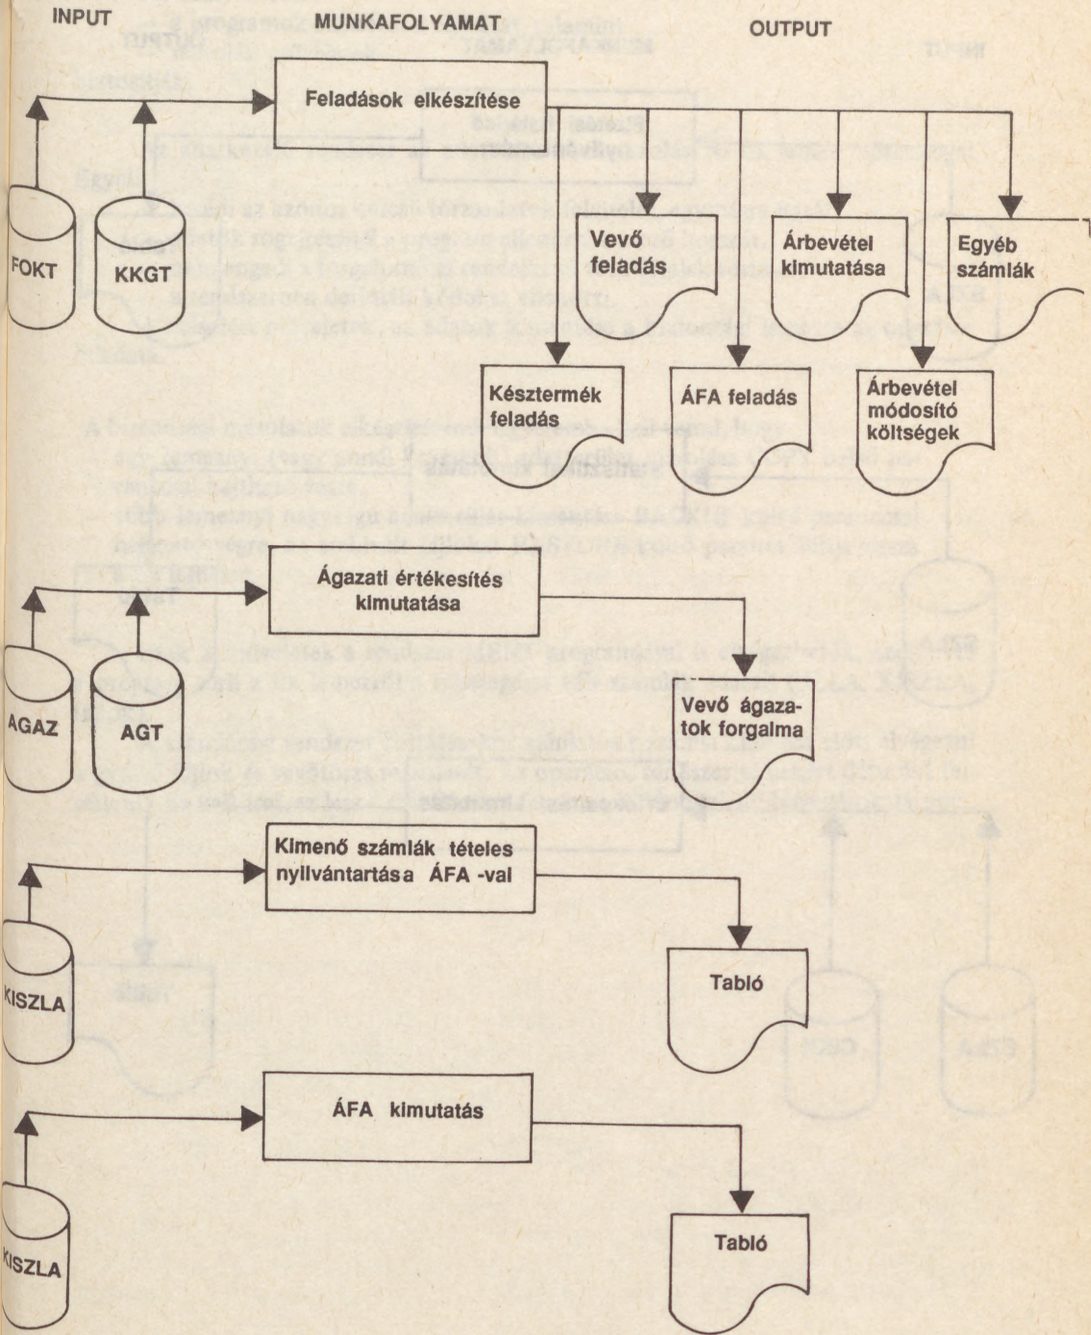 INPUT MUNKAFOLYAMAT OUTPUT
Feladások elkészítése
FOKT
KKGT
Vevő
feladás
Árbevétel
kimutatása
Egyéb
számlák
Késztermék
feladás
ÁFA feladás
Árbevétel
módosító
költségek
Ágazati értékesítés
kimutatása
AGAZ
AGT
Vevő ágaza-
tok forgalma
Kimenő számlák tételes
nyilvántartása ÁFA -val
KISZLA
Tabló
ÁFA kimutatás
KISZLA
Tabló